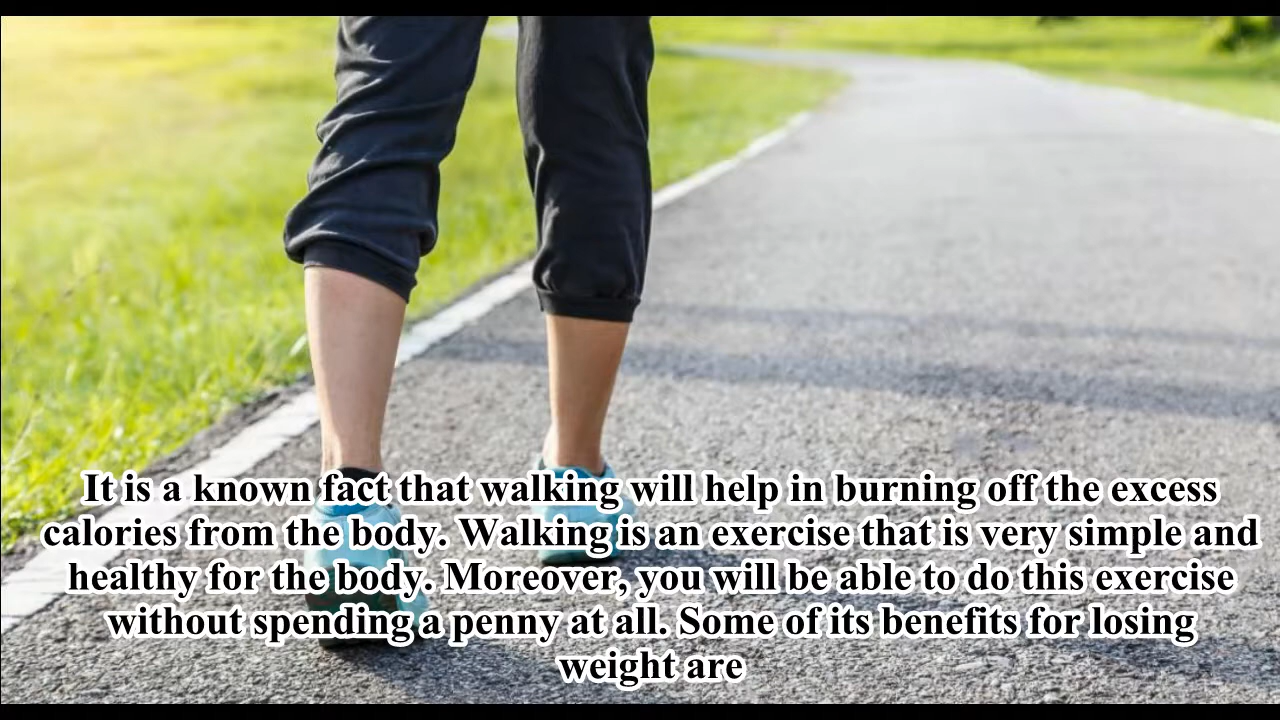 It is a known fact that walking will help in burning off the excess
calories from the body. Walking is an exercise that is very simple and
healthy for the body. Moreover, you will be able to do this exercise
without spending a penny at all. Some of its benefits for losing
weight are